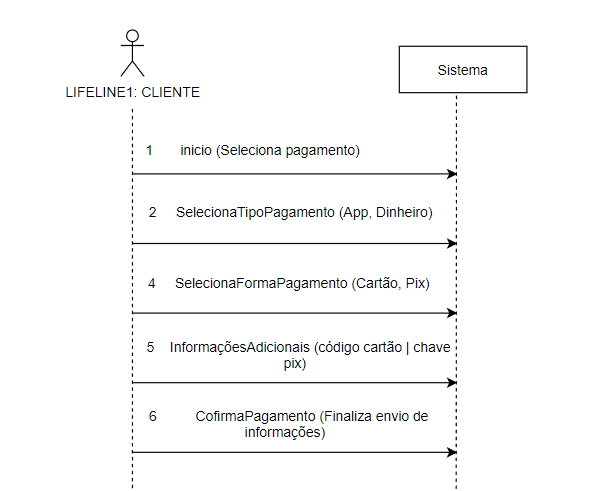 Sistema
LIFELINE1: CLIENTE
1 inicio (Seleciona pagamento)
2 SelecionaTipoPagamento (App, Dinheiro)
4 SelecionaFormaPagamento (Cartão, Pix)
5 InformaçõesAdicionais (código cartão | chave
pix)
6 CofirmaPagamento (Finaliza envio de
informações)